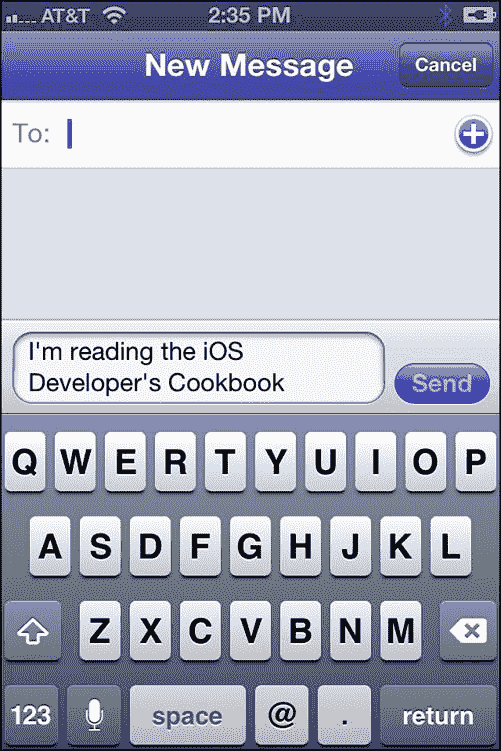 AT&T 2:35 PM
New Message Cancel
To:
I'm reading the iOS
Developer's Cookbook
Send
Q W E R T Y U I O P
A S D F G H J K L
Z X C V B N M
123 space @ . return